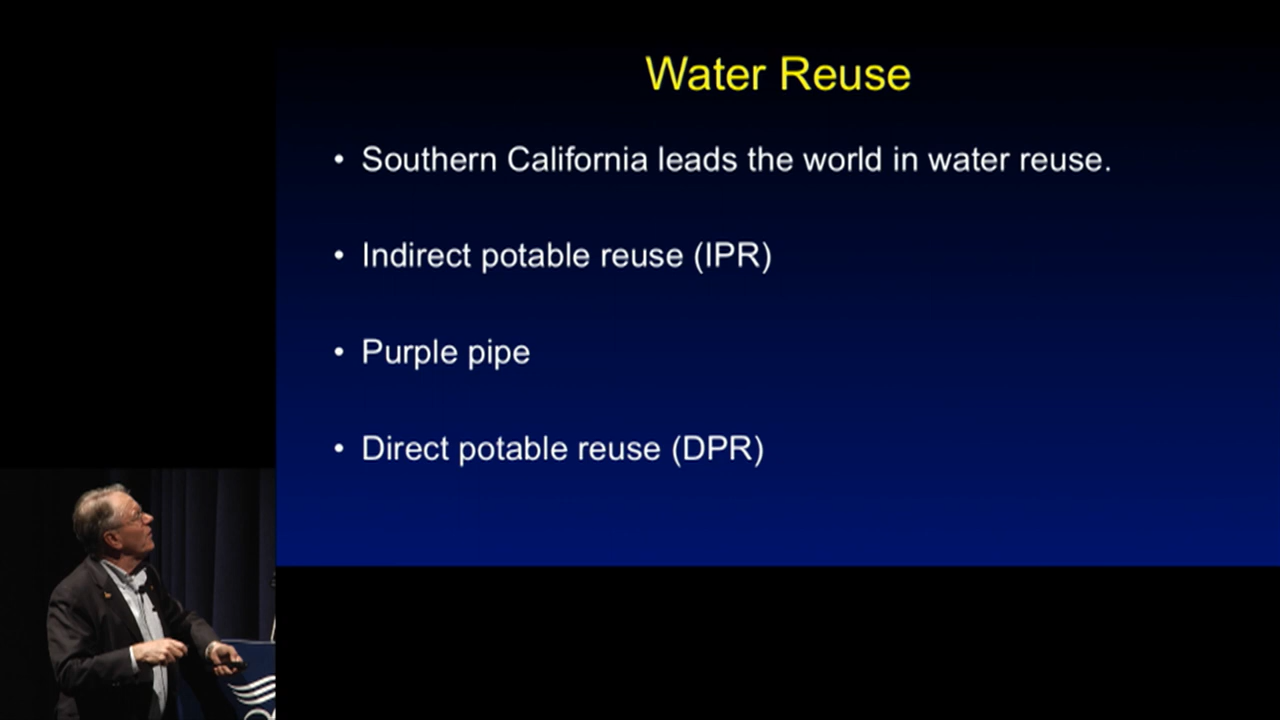 Water Reuse
• Southern California leads the world in water reuse.
• Indirect potable reuse (IPR)
• Purple pipe
• Direct potable reuse (DPR)